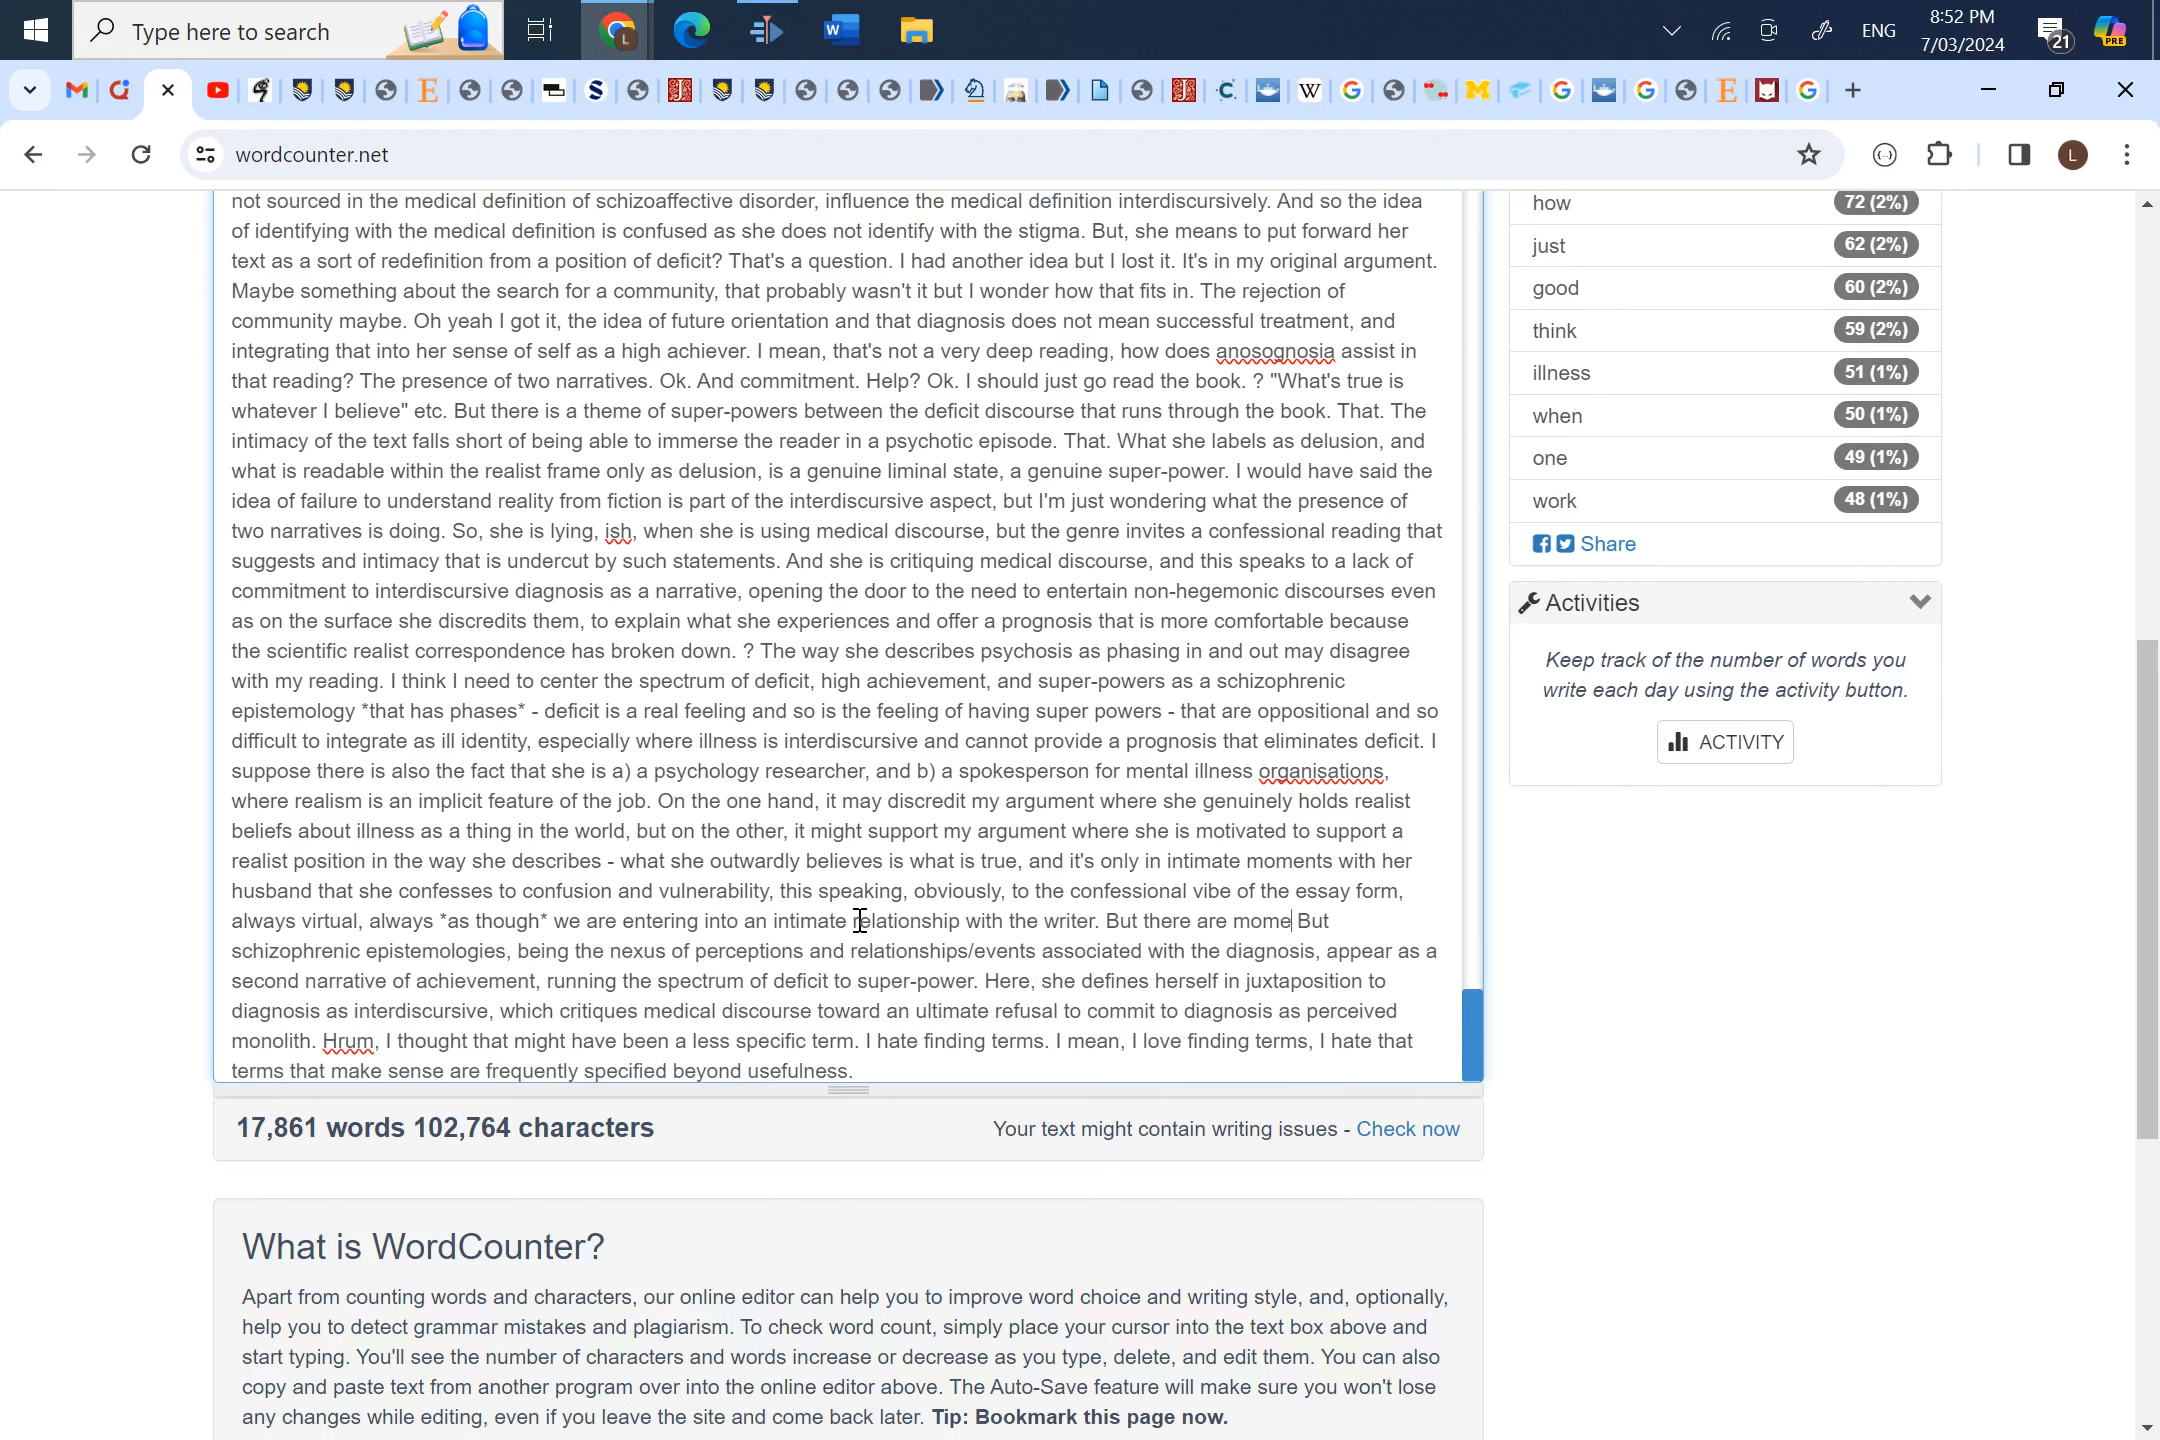 Type here to search
ENG
8:52 PM
7/03/2024
21
PRE
wordcounter.net
L
not sourced in the medical definition of schizoaffective disorder, influence the medical definition interdiscursively. And so the idea
of identifying with the medical definition is confused as she does not identify with the stigma. But, she means to put forward her
text as a sort of redefinition from a position of deficit? That's a question. I had another idea but I lost it. It's in my original argument.
Maybe something about the search for a community, that probably wasn't it but I wonder how that fits in. The rejection of
community maybe. Oh yeah I got it, the idea of future orientation and that diagnosis does not mean successful treatment, and
integrating that into her sense of self as a high achiever. I mean, that's not a very deep reading, how does anosognosia assist in
that reading? The presence of two narratives. Ok. And commitment. Help? Ok. I should just go read the book. ? "What's true is
whatever I believe" etc. But there is a theme of super-powers between the deficit discourse that runs through the book. That. The
intimacy of the text falls short of being able to immerse the reader in a psychotic episode. That. What she labels as delusion, and
what is readable within the realist frame only as delusion, is a genuine liminal state, a genuine super-power. I would have said the
idea of failure to understand reality from fiction is part of the interdiscursive aspect, but I'm just wondering what the presence of
two narratives is doing. So, she is lying, ish, when she is using medical discourse, but the genre invites a confessional reading that
suggests and intimacy that is undercut by such statements. And she is critiquing medical discourse, and this speaks to a lack of
commitment to interdiscursive diagnosis as a narrative, opening the door to the need to entertain non-hegemonic discourses even
as on the surface she discredits them, to explain what she experiences and offer a prognosis that is more comfortable because
the scientific realist correspondence has broken down. ? The way she describes psychosis as phasing in and out may disagree
with my reading. I think I need to center the spectrum of deficit, high achievement, and super-powers as a schizophrenic
epistemology *that has phases* - deficit is a real feeling and so is the feeling of having super powers - that are oppositional and so
difficult to integrate as ill identity, especially where illness is interdiscursive and cannot provide a prognosis that eliminates deficit. I
suppose there is also the fact that she is a) a psychology researcher, and b) a spokesperson for mental illness organisations,
where realism is an implicit feature of the job. On the one hand, it may discredit my argument where she genuinely holds realist
beliefs about illness as a thing in the world, but on the other, it might support my argument where she is motivated to support a
realist position in the way she describes - what she outwardly believes is what is true, and it's only in intimate moments with her
husband that she confesses to confusion and vulnerability, this speaking, obviously, to the confessional vibe of the essay form,
always virtual, always *as though* we are entering into an intimate relationship with the writer. But there are mome But
schizophrenic epistemologies, being the nexus of perceptions and relationships/events associated with the diagnosis, appear as a
second narrative of achievement, running the spectrum of deficit to super-power. Here, she defines herself in juxtaposition to
diagnosis as interdiscursive, which critiques medical discourse toward an ultimate refusal to commit to diagnosis as perceived
monolith. Hrum, I thought that might have been a less specific term. I hate finding terms. I mean, I love finding terms, I hate that
terms that make sense are frequently specified beyond usefulness.
17,861 words 102,764 characters
Your text might contain writing issues - Check now
What is WordCounter?
Apart from counting words and characters, our online editor can help you to improve word choice and writing style, and, optionally,
help you to detect grammar mistakes and plagiarism. To check word count, simply place your cursor into the text box above and
start typing. You'll see the number of characters and words increase or decrease as you type, delete, and edit them. You can also
copy and paste text from another program over into the online editor above. The Auto-Save feature will make sure you won't lose
any changes while editing, even if you leave the site and come back later. Tip: Bookmark this page now.
how 72 (2%)
just 62 (2%)
good 60 (2%)
think 59 (2%)
illness 51 (1%)
when 50 (1%)
one 49 (1%)
work 48 (1%)
Share
Activities
Keep track of the number of words you
write each day using the activity button.
ACTIVITY